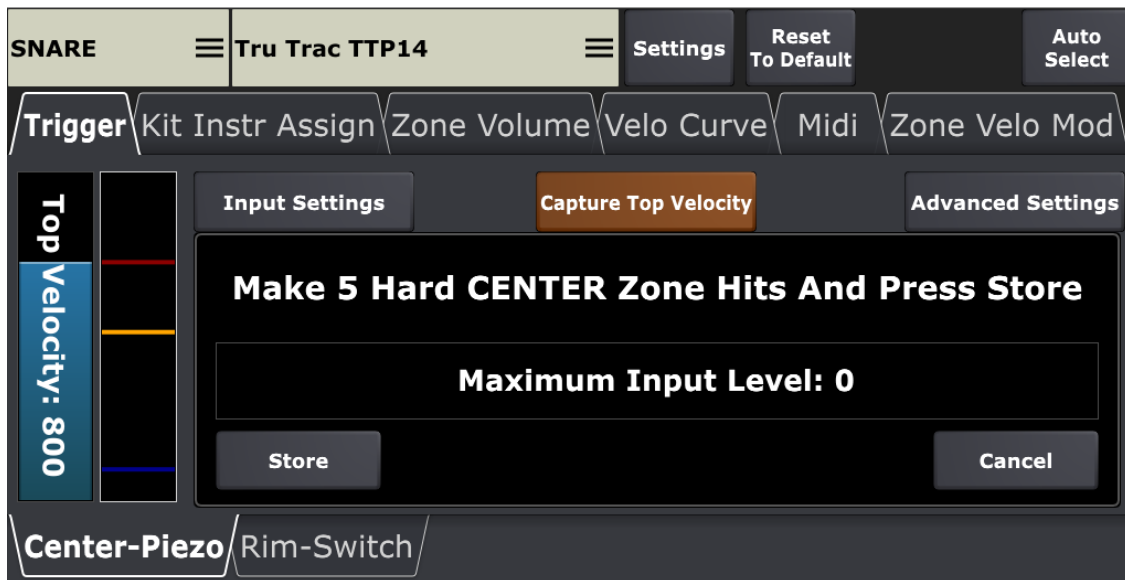 SNARE
Tru Trac TTP14
Settings
Reset
To Default
Auto
Select
Trigger
Kit Instr Assign
Zone Volume
Velo Curve
Midi
Zone Velo Mod
Top Velocity: 800
Input Settings
Capture Top Velocity
Advanced Settings
Make 5 Hard CENTER Zone Hits And Press Store
Maximum Input Level: 0
Store
Cancel
Center-Piezo
Rim-Switch